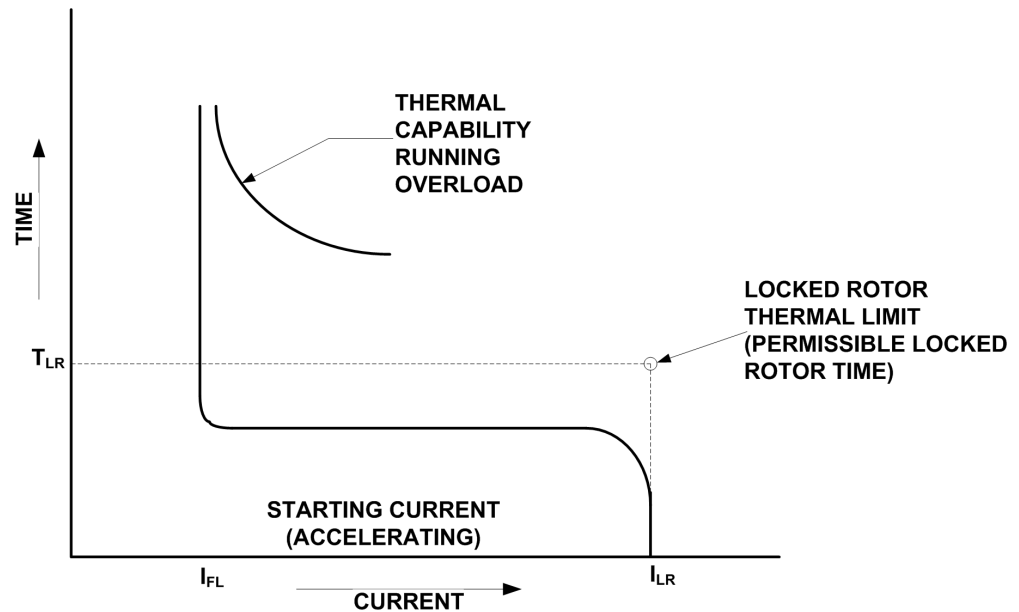 THERMAL
CAPABILITY
RUNNING
OVERLOAD
TIME
LOCKED ROTOR
THERMAL LIMIT
(PERMISSIBLE LOCKED
ROTOR TIME)
TLR
STARTING CURRENT
(ACCELERATING)
IFL
ILR
CURRENT